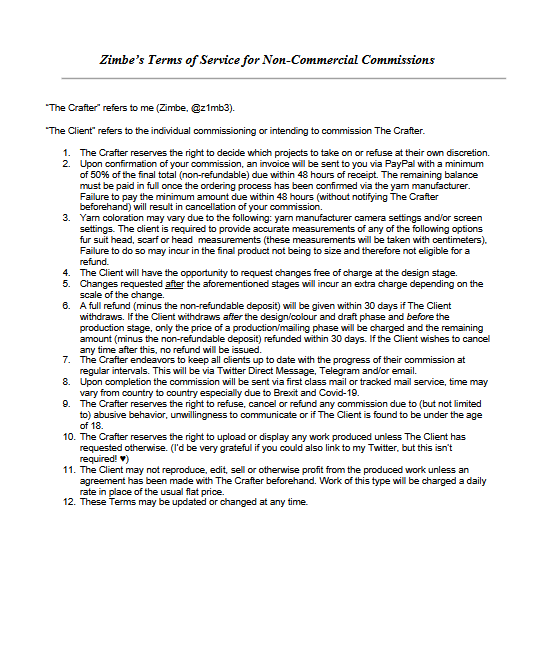 Zimbe's Terms of Service for Non-Commercial Commissions
"The Crafter" refers to me (Zimbe, @z1mb3).
"The Client" refers to the individual commissioning or intending to commission The Crafter.
1. The Crafter reserves the right to decide which projects to take on or refuse at their own discretion.
2. Upon confirmation of your commission, an invoice will be sent to you via PayPal with a minimum
of 50% of the final total (non-refundable) due within 48 hours of receipt. The remaining balance
must be paid in full once the ordering process has been confirmed via the yarn manufacturer.
Failure to pay the minimum amount due within 48 hours (without notifying The Crafter
beforehand) will result in cancellation of your commission.
3. Yarn coloration may vary due to the following: yarn manufacturer camera settings and/or screen
settings. The client is required to provide accurate measurements of any of the following options
fur suit head, scarf or head measurements (these measurements will be taken with centimeters),
Failure to do so may incur in the final product not being to size and therefore not eligible for a
refund.
4. The Client will have the opportunity to request changes free of charge at the design stage.
5. Changes requested after the aforementioned stages will incur an extra charge depending on the
scale of the change.
6. A full refund (minus the non-refundable deposit) will be given within 30 days if The Client
withdraws. If the Client withdraws after the design/colour and draft phase and before the
production stage, only the price of a production/mailing phase will be charged and the remaining
amount (minus the non-refundable deposit) refunded within 30 days. If the Client wishes to cancel
any time after this, no refund will be issued.
7. The Crafter endeavors to keep all clients up to date with the progress of their commission at
regular intervals. This will be via Twitter Direct Message, Telegram and/or email.
8. Upon completion the commission will be sent via first class mail or tracked mail service, time may
vary from country to country especially due to Brexit and Covid-19.
9. The Crafter reserves the right to refuse, cancel or refund any commission due to (but not limited
to) abusive behavior, unwillingness to communicate or if The Client is found to be under the age
of 18.
10. The Crafter reserves the right to upload or display any work produced unless The Client has
requested otherwise. (I'd be very grateful if you could also link to my Twitter, but this isn't
required! ♥)
11. The Client may not reproduce, edit, sell or otherwise profit from the produced work unless an
agreement has been made with The Crafter beforehand. Work of this type will be charged a daily
rate in place of the usual flat price.
12. These Terms may be updated or changed at any time.